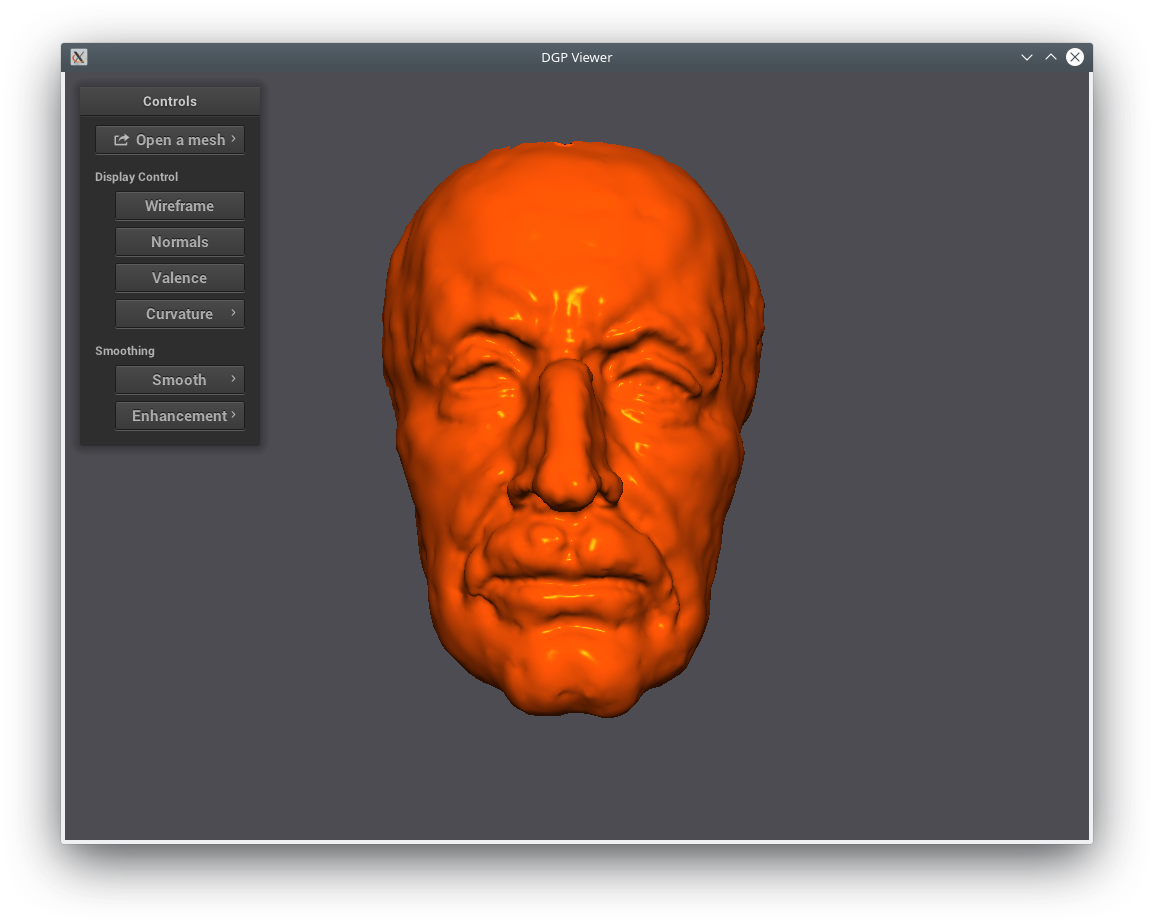 DGP Viewer
Controls
Open a mesh
Display Control
Wireframe
Normals
Valence
Curvature
Smoothing
Smooth
Enhancement